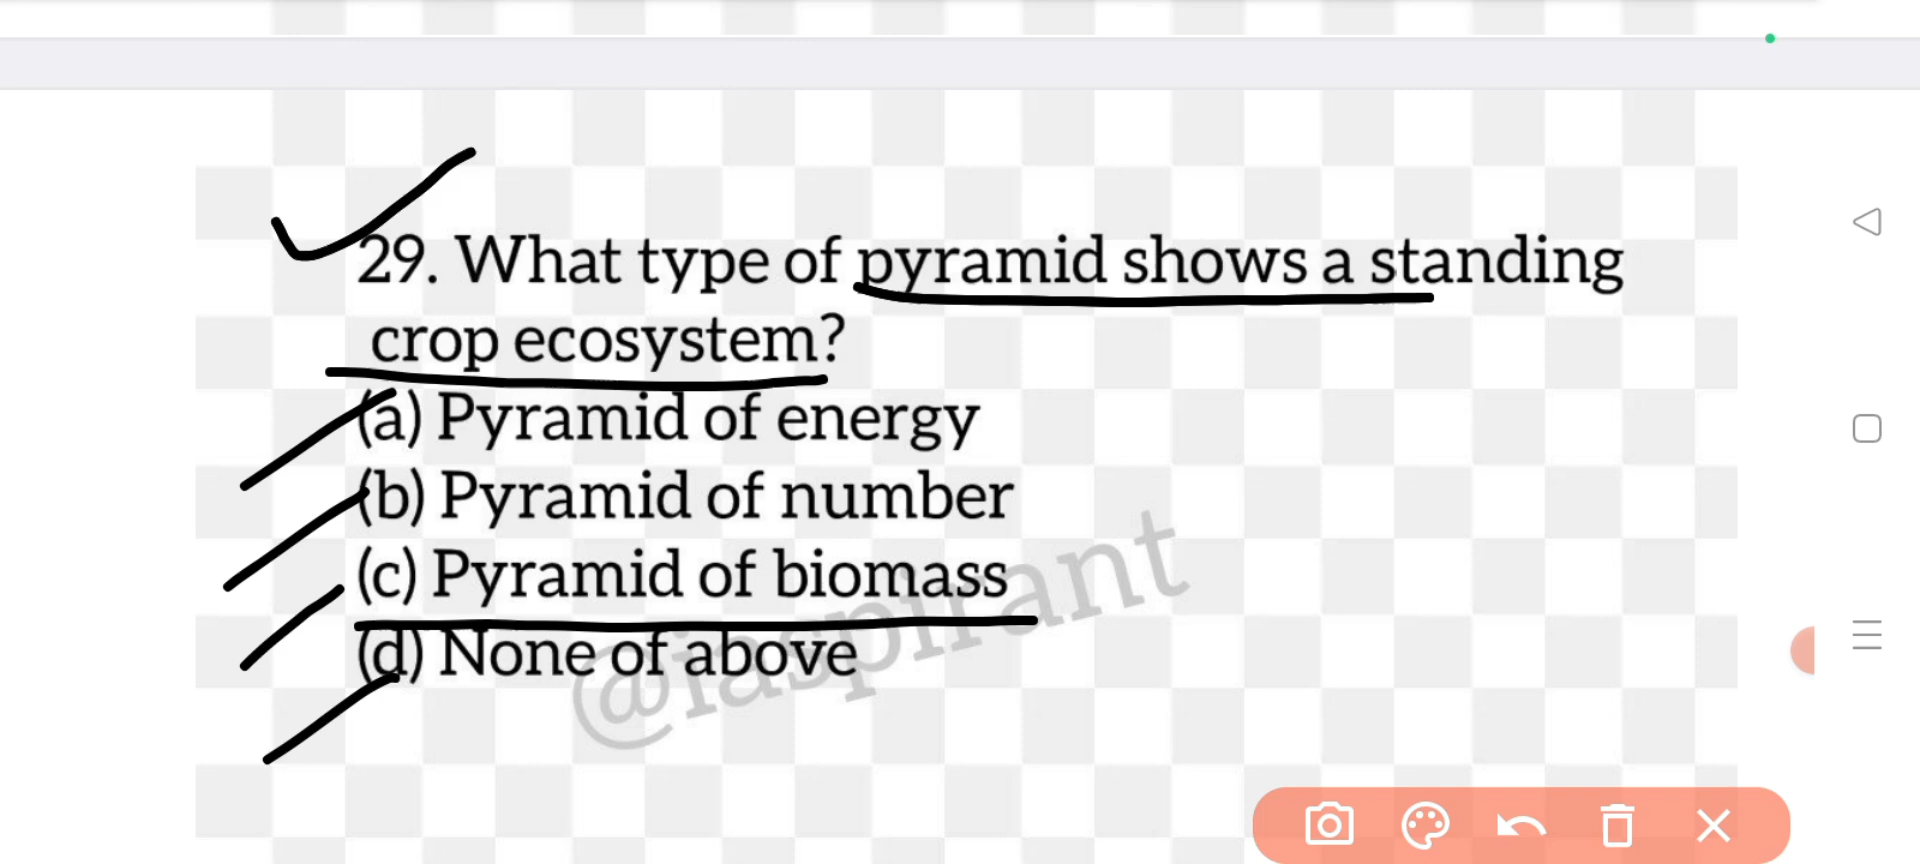 29. What type of pyramid shows a standing
crop ecosystem?
(a) Pyramid of energy
(b) Pyramid of number
(c) Pyramid of biomass
(d) None of above
@iaspirant